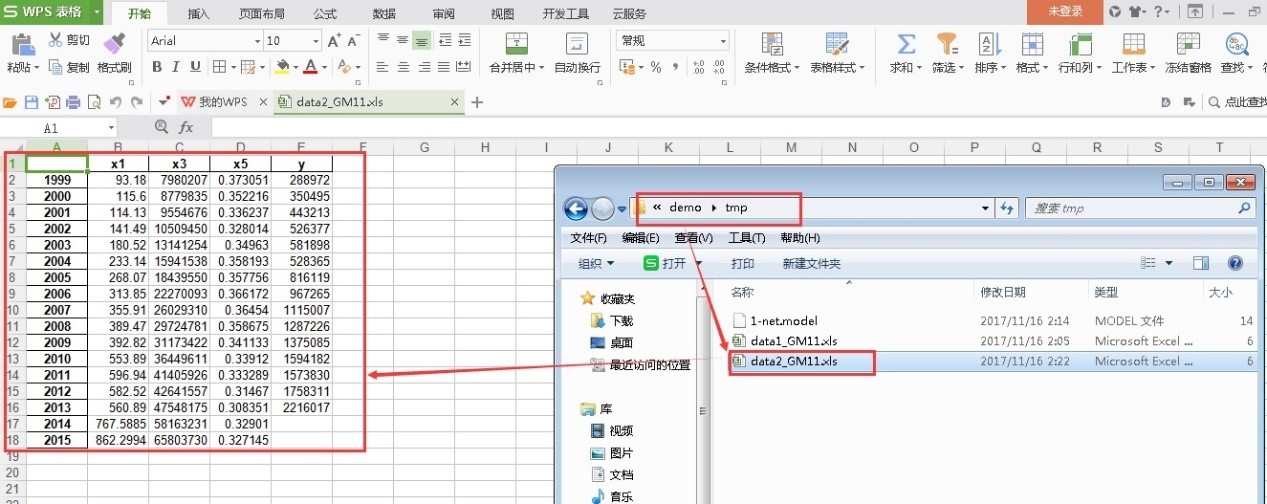 S WPS 表格 开始 插入 页面布局 公式 数据 审阅 视图 开发工具 云服务 未登录
剪切 Arial 10 A+ A- 常规
粘贴 复制 格式刷 B I U A 合并居中 自动换行 % 条件格式 表格样式 求和 筛选 排序 格式 行和列 工作表 冻结窗格 查找
我的WPS data2_GM11.xls 点此查找
A1 fx
A B C D E F G H I J K L M N O P Q R S T
1 x1 x3 x5 y
2 1999 93.18 7980207 0.373051 288972
3 2000 115.6 8779835 0.352216 350495
4 2001 114.13 9554676 0.336237 443213
5 2002 141.49 10509450 0.328014 526377
6 2003 180.52 13141254 0.34963 581898
7 2004 233.14 15941538 0.358193 528365
8 2005 268.07 18439550 0.357756 816119
9 2006 313.85 22270093 0.366172 967265
10 2007 355.91 26029310 0.36454 1115007
11 2008 389.47 29724781 0.358675 1287226
12 2009 392.82 31173422 0.341133 1375085
13 2010 553.89 36449611 0.33912 1594182
14 2011 596.94 41405926 0.333289 1573830
15 2012 582.52 42641557 0.31467 1758311
16 2013 560.89 47548175 0.308351 2216017
17 2014 767.5885 58163231 0.32901
18 2015 862.2994 65803730 0.327145
19
20
21
« demo tmp 搜索 tmp
文件(F) 编辑(E) 查看(V) 工具(T) 帮助(H)
组织 打开 打印 新建文件夹
收藏夹
下载
桌面
最近访问的位置
库
视频
图片
文档
音乐
名称 修改日期 类型 大小
1-net.model 2017/11/16 2:14 MODEL 文件 14
data1_GM11.xls 2017/11/16 2:05 Microsoft Excel ... 6
data2_GM11.xls 2017/11/16 2:22 Microsoft Excel ... 6